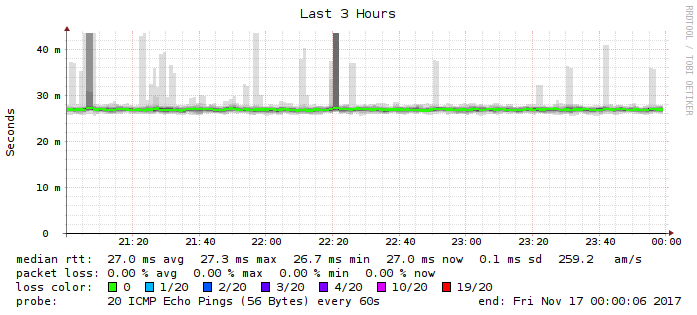 Last 3 Hours
RRDTOOL / TOBI OETIKER
Seconds
40 m
30 m
20 m
10 m
0
21:20 21:40 22:00 22:20 22:40 23:00 23:20 23:40 00:00
median rtt: 27.0 ms avg 27.3 ms max 26.7 ms min 27.0 ms now 0.1 ms sd 259.2 am/s
packet loss: 0.00 % avg 0.00 % max 0.00 % min 0.00 % now
loss color: 0 1/20 2/20 3/20 4/20 10/20 19/20
probe: 20 ICMP Echo Pings (56 Bytes) every 60s end: Fri Nov 17 00:00:06 2017